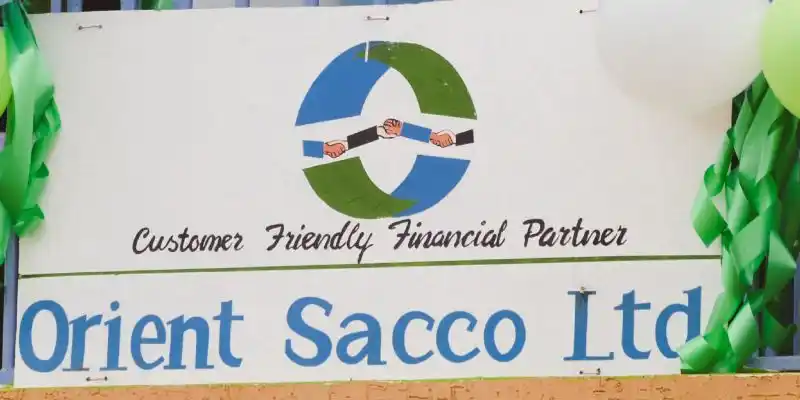 Customer Friendly Financial Partner
Orient Sacco Ltd